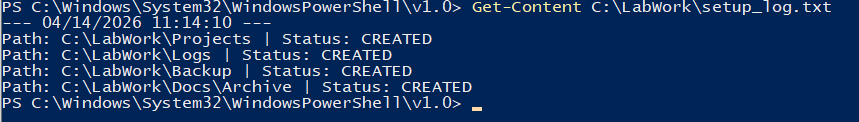 PS C:\Windows\System32\WindowsPowerShell\v1.0> Get-Content C:\LabWork\setup_log.txt
--- 04/14/2026 11:14:10 ---
Path: C:\LabWork\Projects | Status: CREATED
Path: C:\LabWork\Logs | Status: CREATED
Path: C:\LabWork\Backup | Status: CREATED
Path: C:\LabWork\Docs\Archive | Status: CREATED
PS C:\Windows\System32\WindowsPowerShell\v1.0> _